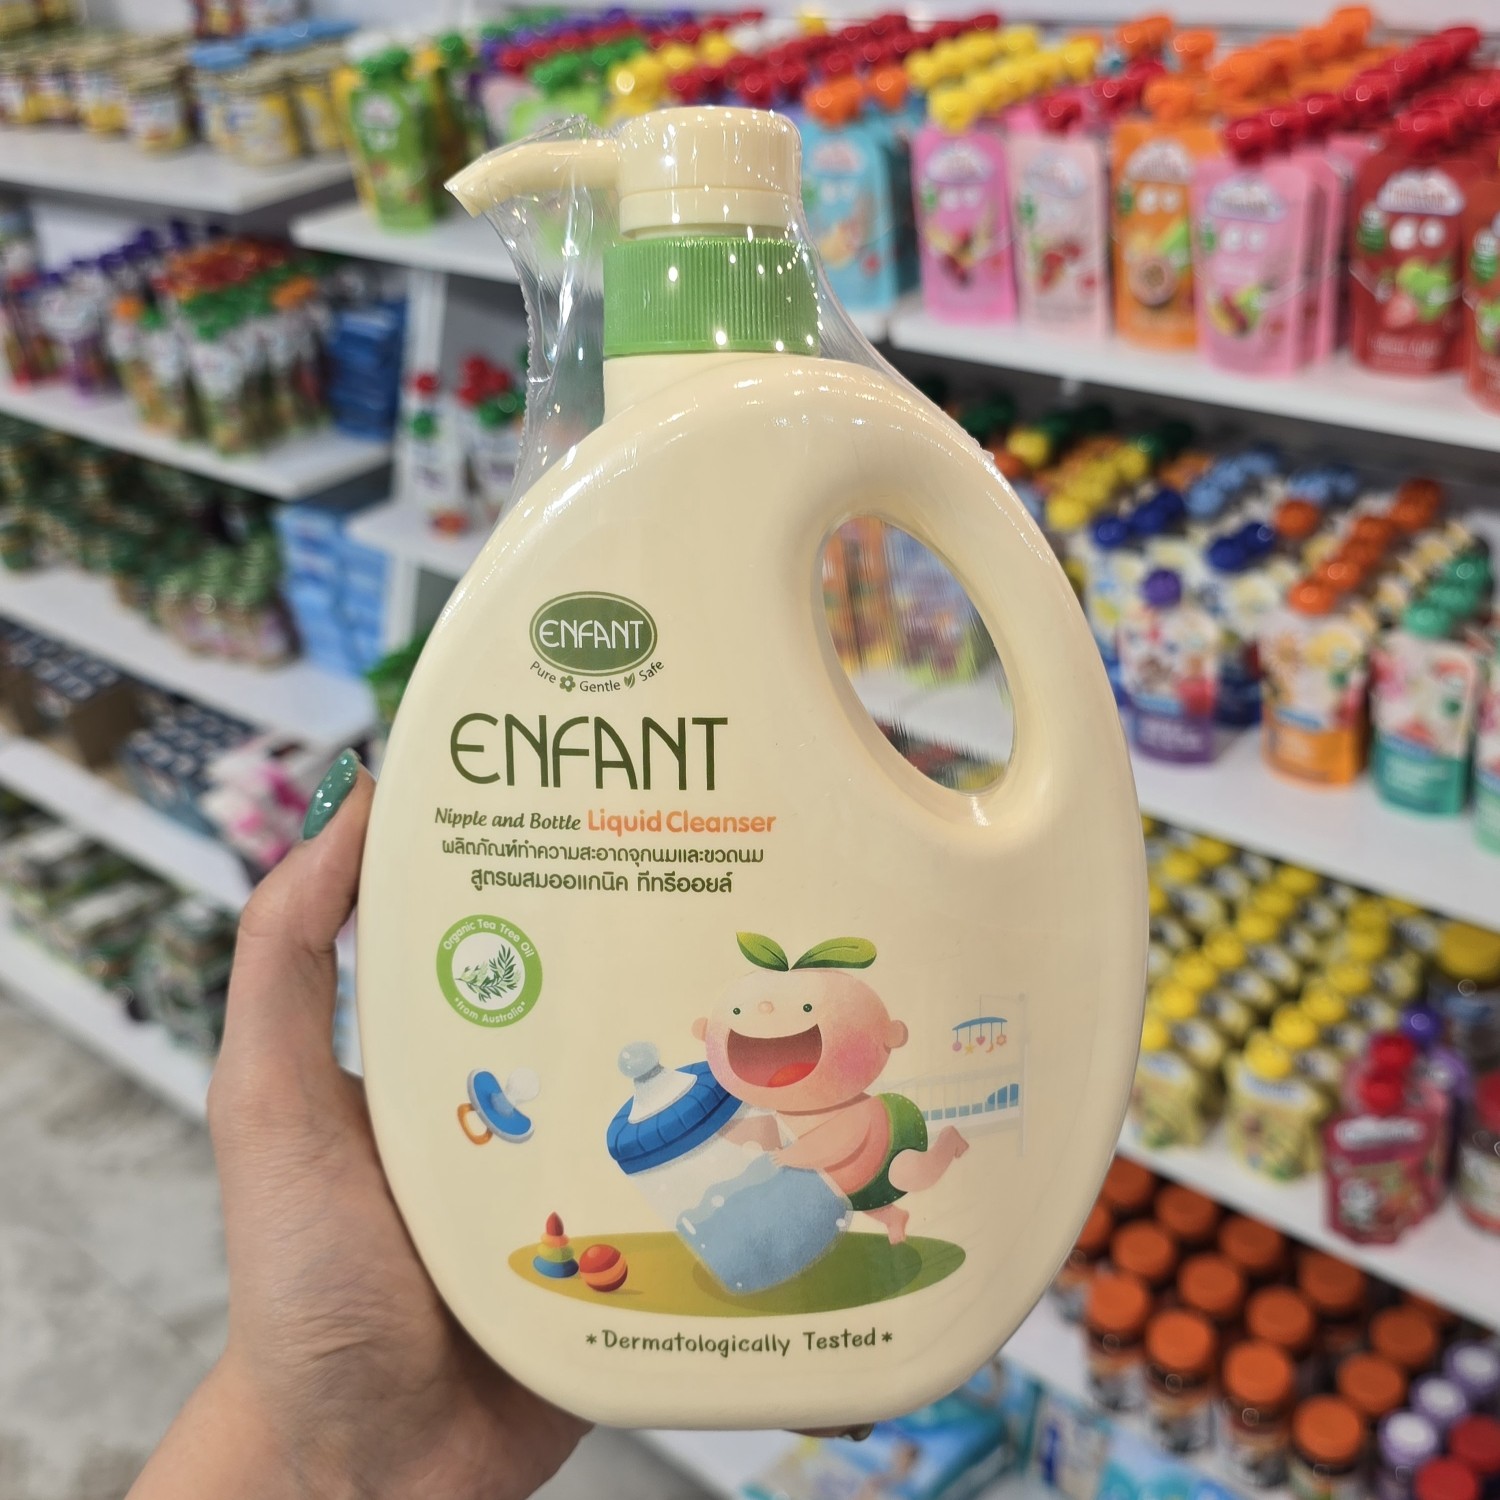 ENFANT
Pure Gentle Safe
ENFANT
Nipple and Bottle Liquid Cleanser
ผลิตภัณฑ์ทำความสะอาดจุกนมและขวดนม
สูตรผสมออแกนิค ทีทรีออยล์
Organic Tea Tree Oil
*from Australia*
*Dermatologically Tested*